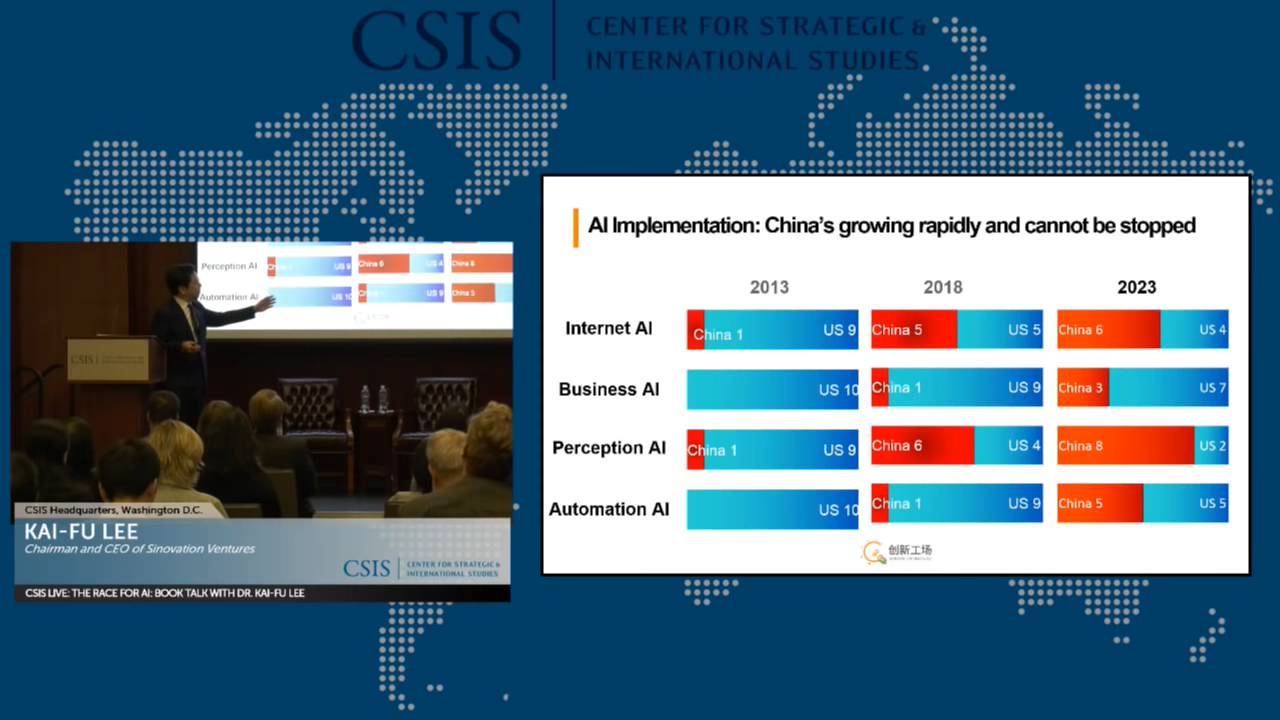 CSIS
CENTER FOR STRATEGIC &
INTERNATIONAL STUDIES
Perception AI
US 9
China 6
US 4
China 8
Automation AI
US 10
US 9
China 5
CSIS
CSIS Headquarters, Washington D.C.
KAI-FU LEE
Chairman and CEO of Sinovation Ventures
CSIS
CENTER FOR STRATEGIC &
INTERNATIONAL STUDIES
CSIS LIVE: THE RACE FOR AI: BOOK TALK WITH DR. KAI-FU LEE
AI Implementation: China's growing rapidly and cannot be stopped
2013 2018 2023
Internet AI China 1 US 9 China 5 US 5 China 6 US 4
Business AI US 10 China 1 US 9 China 3 US 7
Perception AI China 1 US 9 China 6 US 4 China 8 US 2
Automation AI US 10 China 1 US 9 China 5 US 5
创新工场